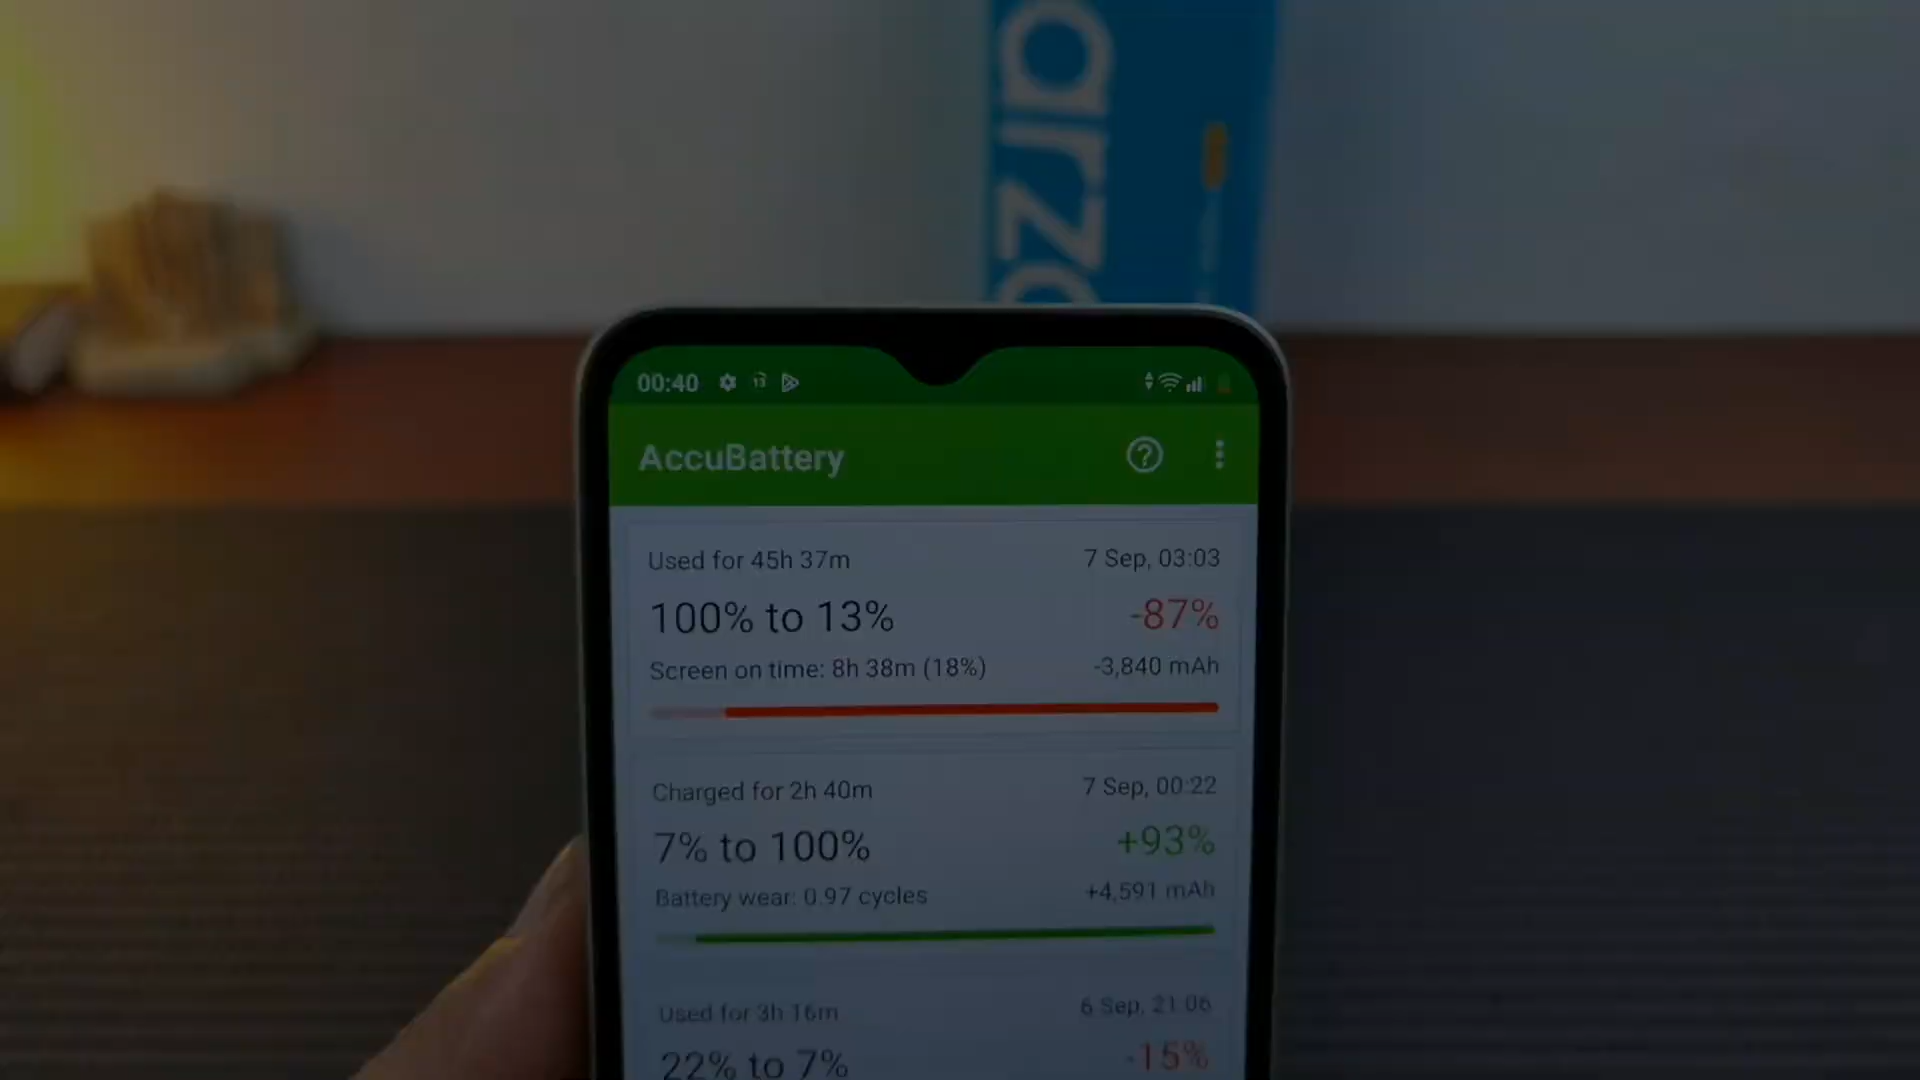 arzo
00:40
13
AccuBattery
?
Used for 45h 37m
7 Sep, 03:03
100% to 13%
-87%
Screen on time: 8h 38m (18%)
-3,840 mAh
Charged for 2h 40m
7 Sep, 00:22
7% to 100%
+93%
Battery wear: 0.97 cycles
+4,591 mAh
Used for 3h 16m
6 Sep, 21:06
22% to 7%
-15%